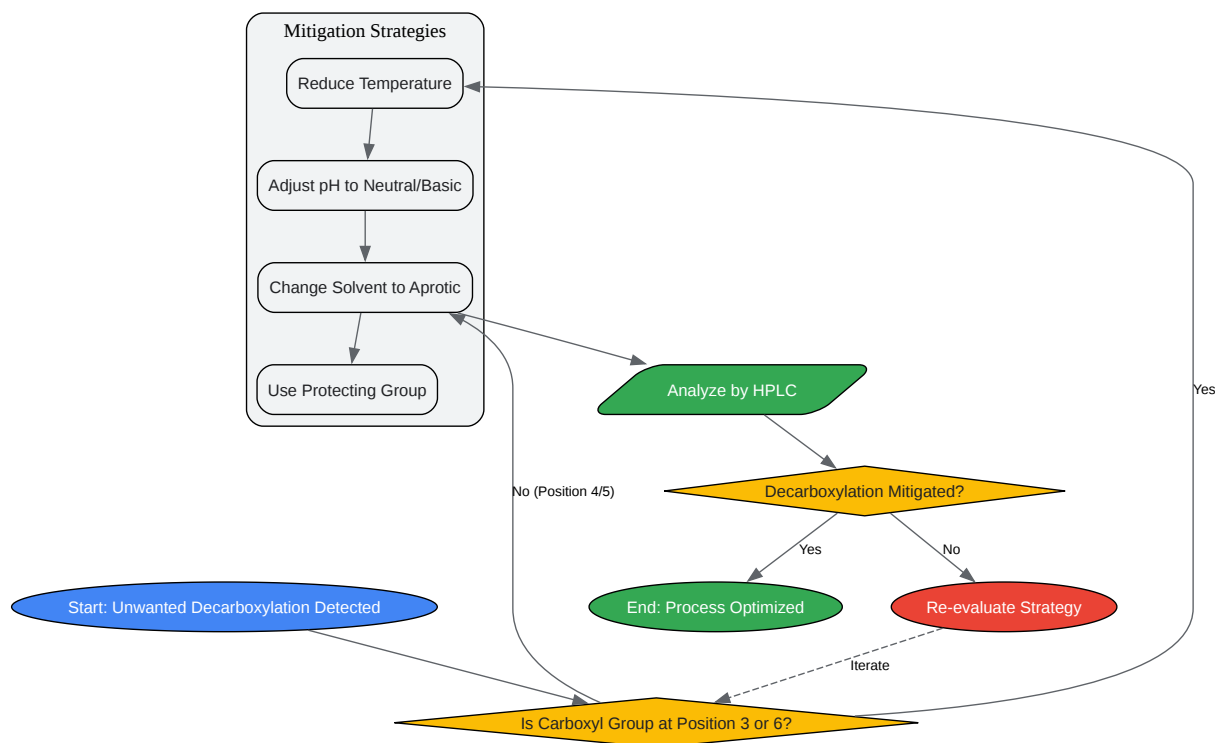 Mitigation Strategies
Reduce Temperature
Adjust pH to Neutral/Basic
Change Solvent to Aprotic
Use Protecting Group
Analyze by HPLC
Yes
No (Position 4/5)
Decarboxylation Mitigated?
Yes
No
Start: Unwanted Decarboxylation Detected
End: Process Optimized
Re-evaluate Strategy
Iterate
Is Carboxyl Group at Position 3 or 6?